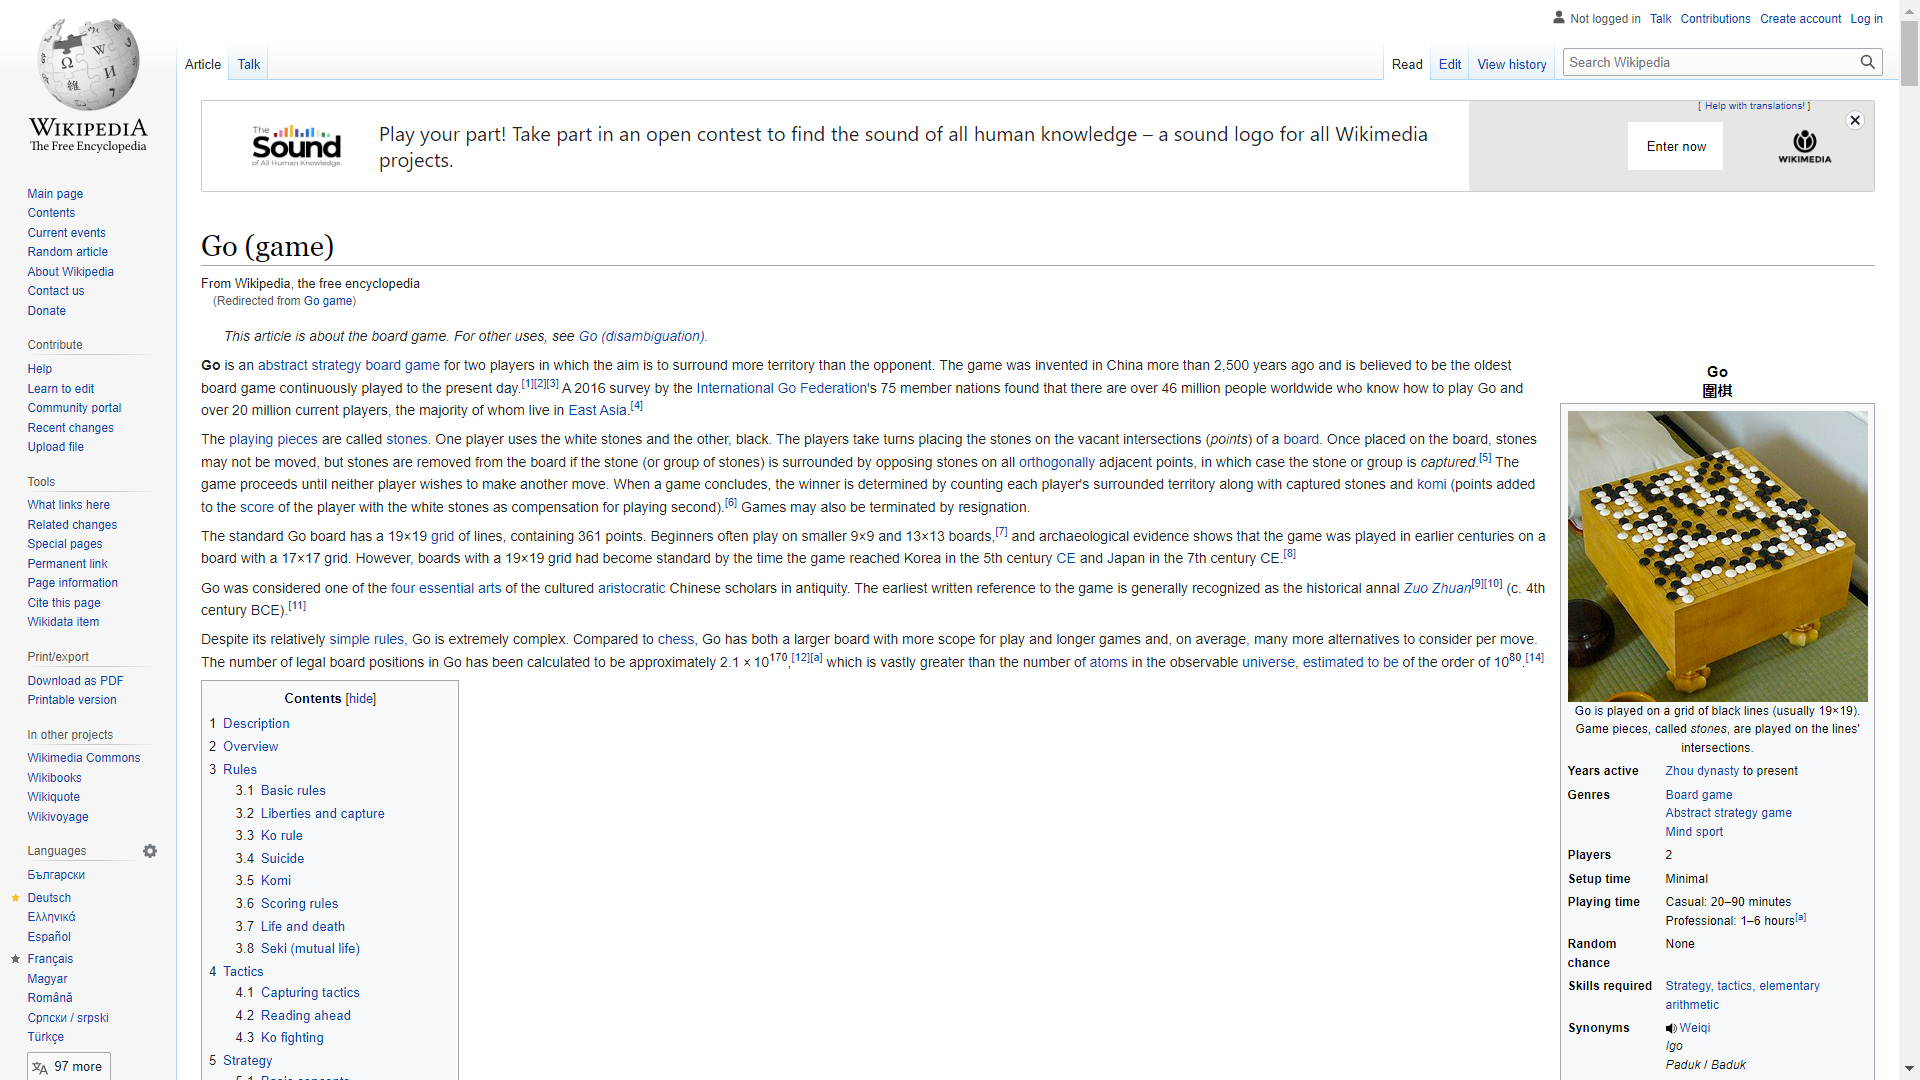 Not logged in Talk Contributions Create account Log in
Article Talk Read Edit View history Search Wikipedia
WIKIPEDIA
The Free Encyclopedia
Main page
Contents
Current events
Random article
About Wikipedia
Contact us
Donate
Contribute
Help
Learn to edit
Community portal
Recent changes
Upload file
Tools
What links here
Related changes
Special pages
Permanent link
Page information
Cite this page
Wikidata item
Print/export
Download as PDF
Printable version
In other projects
Wikimedia Commons
Wikibooks
Wikiquote
Wikivoyage
Languages
Български
Deutsch
Ελληνικά
Español
Français
Magyar
Română
Српски / srpski
Türkçe
97 more
[ Help with translations! ]
The
Sound
of All Human Knowledge.
Play your part! Take part in an open contest to find the sound of all human knowledge – a sound logo for all Wikimedia
projects.
Enter now
WIKIMEDIA
Go (game)
From Wikipedia, the free encyclopedia
(Redirected from Go game)
This article is about the board game. For other uses, see Go (disambiguation).
Go is an abstract strategy board game for two players in which the aim is to surround more territory than the opponent. The game was invented in China more than 2,500 years ago and is believed to be the oldest
board game continuously played to the present day.[1][2][3] A 2016 survey by the International Go Federation's 75 member nations found that there are over 46 million people worldwide who know how to play Go and
over 20 million current players, the majority of whom live in East Asia.[4]
The playing pieces are called stones. One player uses the white stones and the other, black. The players take turns placing the stones on the vacant intersections (points) of a board. Once placed on the board, stones
may not be moved, but stones are removed from the board if the stone (or group of stones) is surrounded by opposing stones on all orthogonally adjacent points, in which case the stone or group is captured.[5] The
game proceeds until neither player wishes to make another move. When a game concludes, the winner is determined by counting each player's surrounded territory along with captured stones and komi (points added
to the score of the player with the white stones as compensation for playing second).[6] Games may also be terminated by resignation.
The standard Go board has a 19×19 grid of lines, containing 361 points. Beginners often play on smaller 9×9 and 13×13 boards,[7] and archaeological evidence shows that the game was played in earlier centuries on a
board with a 17×17 grid. However, boards with a 19×19 grid had become standard by the time the game reached Korea in the 5th century CE and Japan in the 7th century CE.[8]
Go was considered one of the four essential arts of the cultured aristocratic Chinese scholars in antiquity. The earliest written reference to the game is generally recognized as the historical annal Zuo Zhuan[9][10] (c. 4th
century BCE).[11]
Despite its relatively simple rules, Go is extremely complex. Compared to chess, Go has both a larger board with more scope for play and longer games and, on average, many more alternatives to consider per move.
The number of legal board positions in Go has been calculated to be approximately 2.1 × 10170,[12][a] which is vastly greater than the number of atoms in the observable universe, estimated to be of the order of 1080.[14]
Contents [hide]
1 Description
2 Overview
3 Rules
3.1 Basic rules
3.2 Liberties and capture
3.3 Ko rule
3.4 Suicide
3.5 Komi
3.6 Scoring rules
3.7 Life and death
3.8 Seki (mutual life)
4 Tactics
4.1 Capturing tactics
4.2 Reading ahead
4.3 Ko fighting
5 Strategy
5.1 Basic concepts
Go
圍棋
Go is played on a grid of black lines (usually 19×19).
Game pieces, called stones, are played on the lines'
intersections.
Years active Zhou dynasty to present
Genres Board game
Abstract strategy game
Mind sport
Players 2
Setup time Minimal
Playing time Casual: 20–90 minutes
Professional: 1–6 hours[a]
Random None
chance
Skills required Strategy, tactics, elementary
arithmetic
Synonyms Weiqi
Igo
Paduk / Baduk